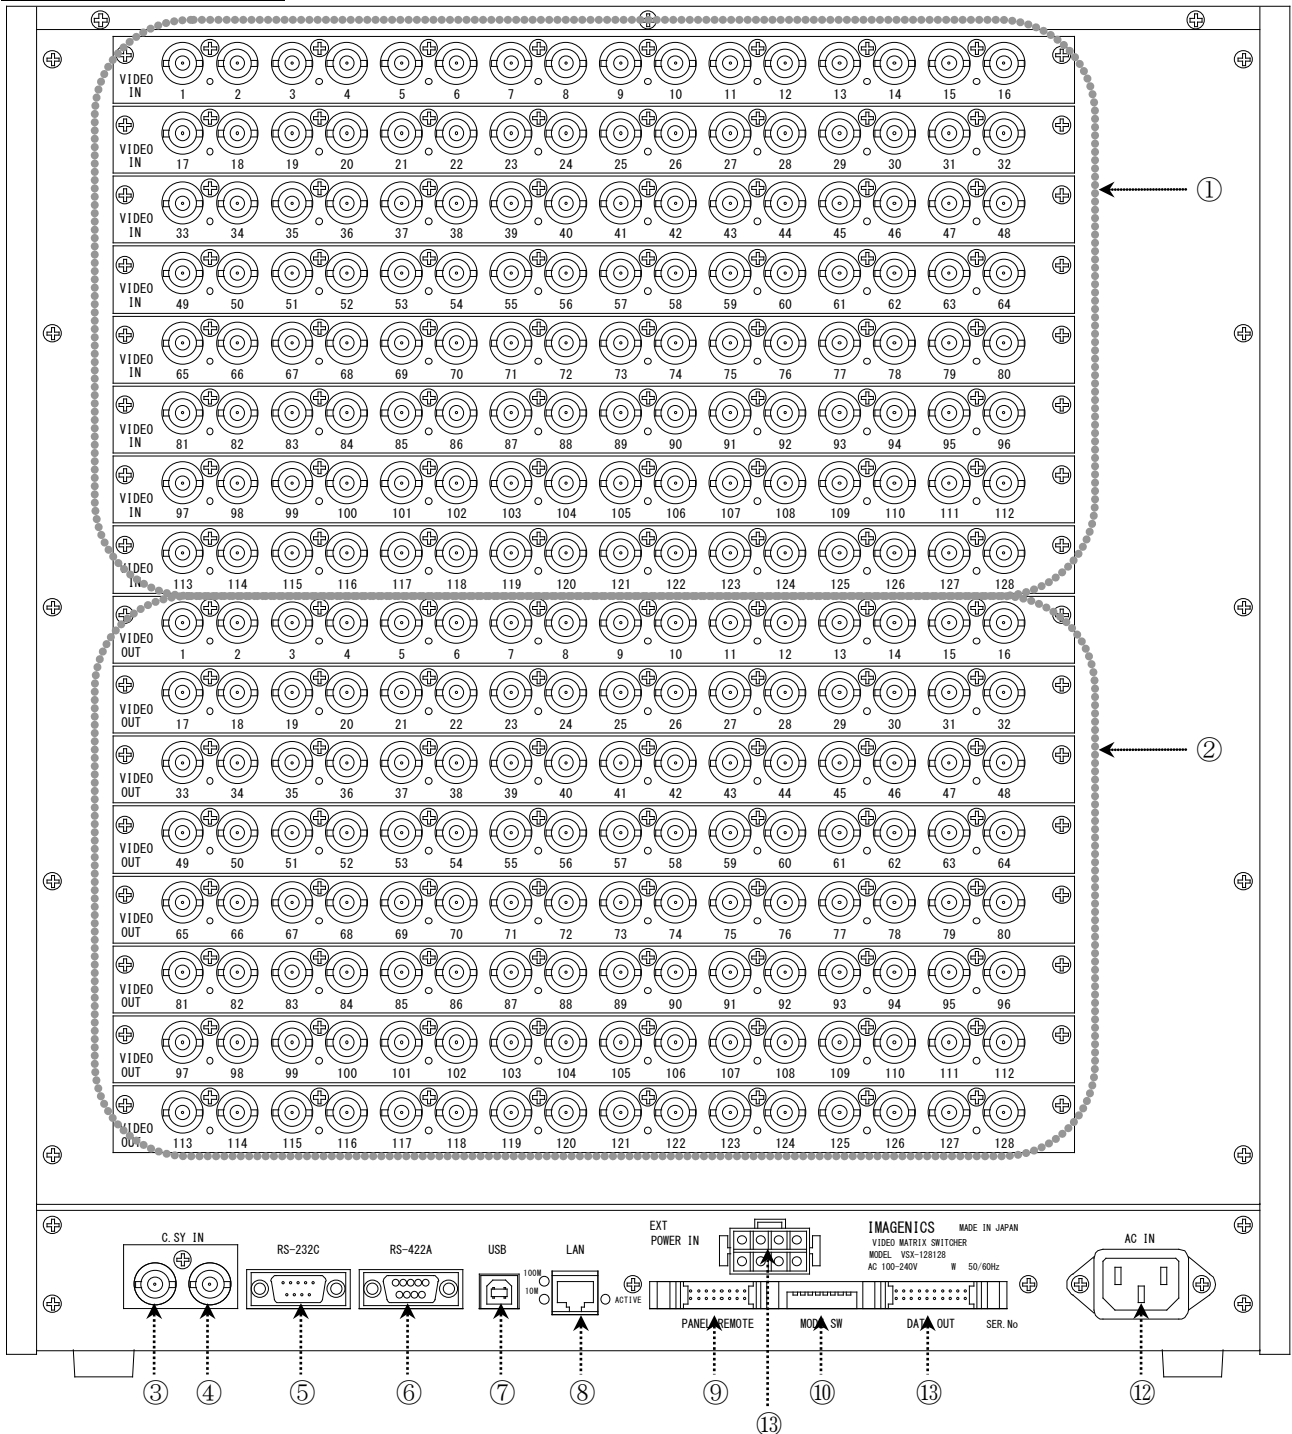 VIDEO IN 1 2 3 4 5 6 7 8 9 10 11 12 13 14 15 16
VIDEO IN 17 18 19 20 21 22 23 24 25 26 27 28 29 30 31 32
①
VIDEO IN 33 34 35 36 37 38 39 40 41 42 43 44 45 46 47 48
VIDEO IN 49 50 51 52 53 54 55 56 57 58 59 60 61 62 63 64
VIDEO IN 65 66 67 68 69 70 71 72 73 74 75 76 77 78 79 80
VIDEO IN 81 82 83 84 85 86 87 88 89 90 91 92 93 94 95 96
VIDEO IN 97 98 99 100 101 102 103 104 105 106 107 108 109 110 111 112
VIDEO IN 113 114 115 116 117 118 119 120 121 122 123 124 125 126 127 128
VIDEO OUT 1 2 3 4 5 6 7 8 9 10 11 12 13 14 15 16
VIDEO OUT 17 18 19 20 21 22 23 24 25 26 27 28 29 30 31 32
②
VIDEO OUT 33 34 35 36 37 38 39 40 41 42 43 44 45 46 47 48
VIDEO OUT 49 50 51 52 53 54 55 56 57 58 59 60 61 62 63 64
VIDEO OUT 65 66 67 68 69 70 71 72 73 74 75 76 77 78 79 80
VIDEO OUT 81 82 83 84 85 86 87 88 89 90 91 92 93 94 95 96
VIDEO OUT 97 98 99 100 101 102 103 104 105 106 107 108 109 110 111 112
VIDEO OUT 113 114 115 116 117 118 119 120 121 122 123 124 125 126 127 128
C.SY IN
RS-232C
RS-422A
USB
LAN
100M
10M
ACTIVE
EXT
POWER IN
IMAGENICS MADE IN JAPAN
VIDEO MATRIX SWITCHER
MODEL VSX-128128
AC 100-240V W 50/60Hz
AC IN
PANEL REMOTE
MODE SW
DATA OUT
SER.No
③ ④ ⑤ ⑥ ⑦ ⑧ ⑨ ⑩ ⑬ ⑫
⑬